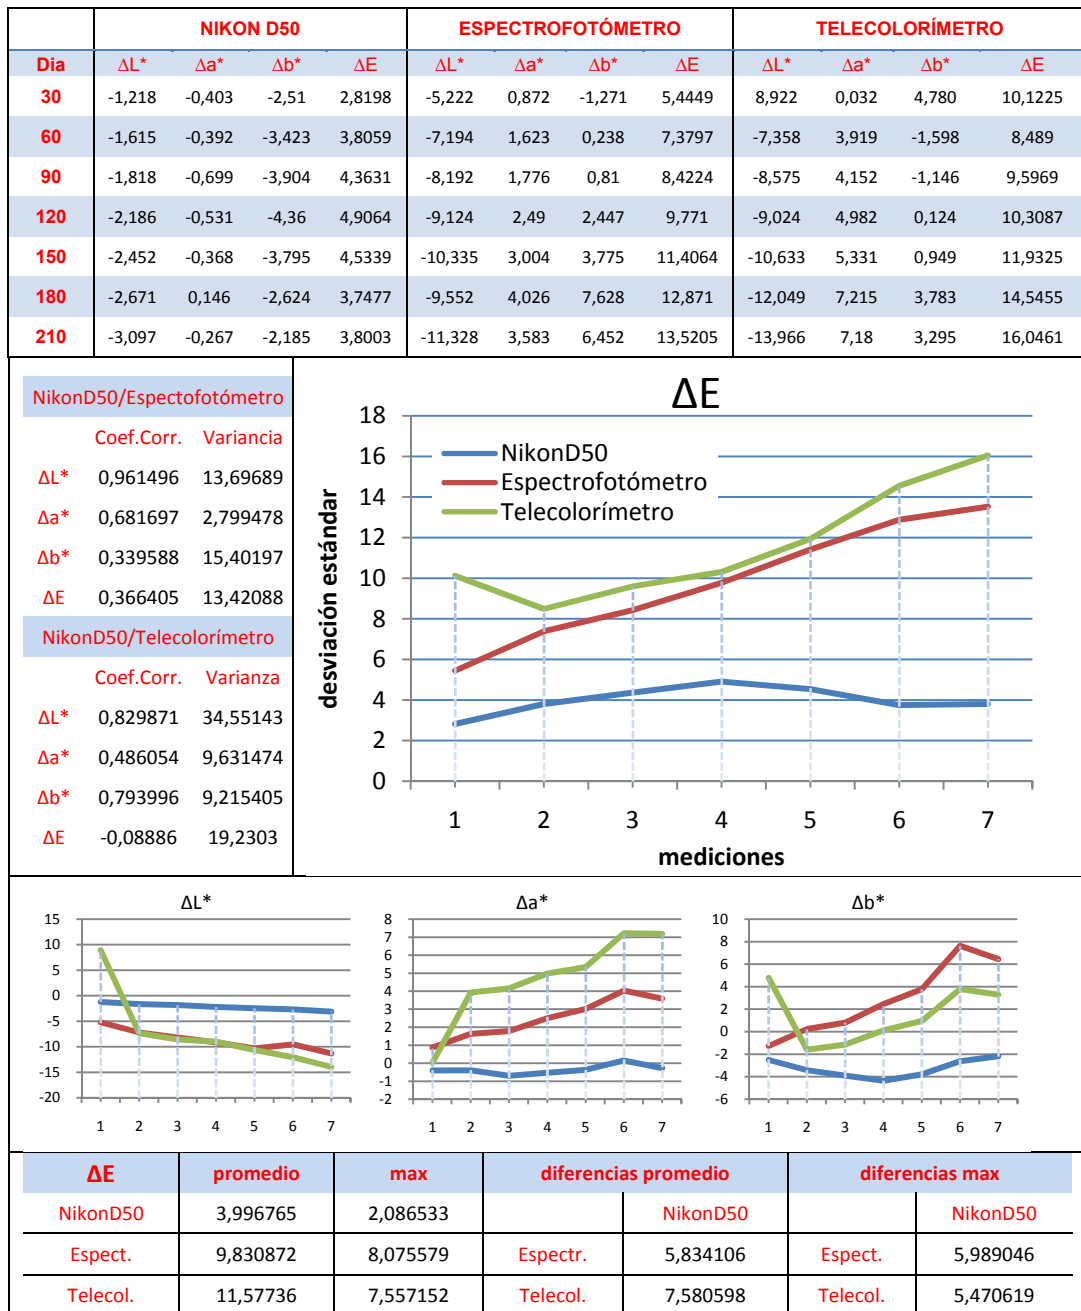 NIKON D50 ESPECTROFOTÓMETRO TELECOLORÍMETRO
Dia ΔL* Δa* Δb* ΔE ΔL* Δa* Δb* ΔE ΔL* Δa* Δb* ΔE
30 -1,218 -0,403 -2,51 2,8198 -5,222 0,872 -1,271 5,4449 8,922 0,032 4,780 10,1225
60 -1,615 -0,392 -3,423 3,8059 -7,194 1,623 0,238 7,3797 -7,358 3,919 -1,598 8,489
90 -1,818 -0,699 -3,904 4,3631 -8,192 1,776 0,81 8,4224 -8,575 4,152 -1,146 9,5969
120 -2,186 -0,531 -4,36 4,9064 -9,124 2,49 2,447 9,771 -9,024 4,982 0,124 10,3087
150 -2,452 -0,368 -3,795 4,5339 -10,335 3,004 3,775 11,4064 -10,633 5,331 0,949 11,9325
180 -2,671 0,146 -2,624 3,7477 -9,552 4,026 7,628 12,871 -12,049 7,215 3,783 14,5455
210 -3,097 -0,267 -2,185 3,8003 -11,328 3,583 6,452 13,5205 -13,966 7,18 3,295 16,0461
NikonD50/Espectofotómetro
Coef.Corr. Variancia
ΔL* 0,961496 13,69689
Δa* 0,681697 2,799478
Δb* 0,339588 15,40197
ΔE 0,366405 13,42088
NikonD50/Telecolorímetro
Coef.Corr. Varianza
ΔL* 0,829871 34,55143
Δa* 0,486054 9,631474
Δb* 0,793996 9,215405
ΔE -0,08886 19,2303
ΔE
desviación estándar
18
16
14
12
10
8
6
4
2
0
NikonD50
Espectrofotómetro
Telecolorímetro
1 2 3 4 5 6 7
mediciones
ΔL*
15
10
5
0
-5
-10
-15
-20
1 2 3 4 5 6 7
Δa*
8
7
6
5
4
3
2
1
0
-1
-2
1 2 3 4 5 6 7
Δb*
10
8
6
4
2
0
-2
-4
-6
1 2 3 4 5 6 7
ΔE promedio max diferencias promedio diferencias max
NikonD50 3,996765 2,086533 NikonD50 NikonD50
Espect. 9,830872 8,075579 Espectr. 5,834106 Espect. 5,989046
Telecol. 11,57736 7,557152 Telecol. 7,580598 Telecol. 5,470619